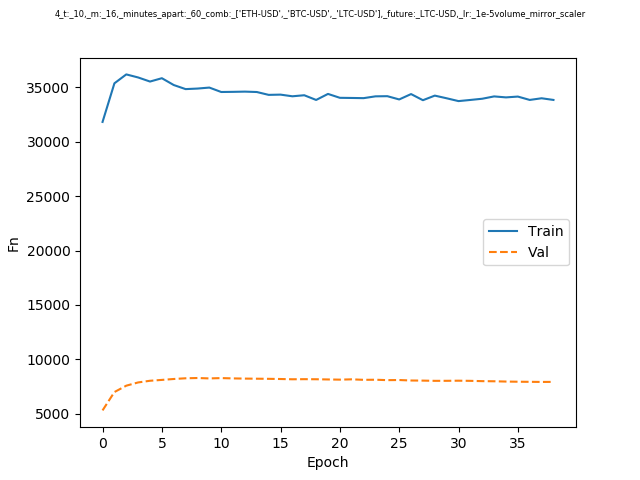 4_t:_10,_m:_16,_minutes_apart:_60_comb:_['ETH-USD',_'BTC-USD',_'LTC-USD'],_future:_LTC-USD,_lr:_1e-5volume_mirror_scaler
35000
30000
25000
20000
15000
10000
5000
Fn
Train
Val
0 5 10 15 20 25 30 35
Epoch